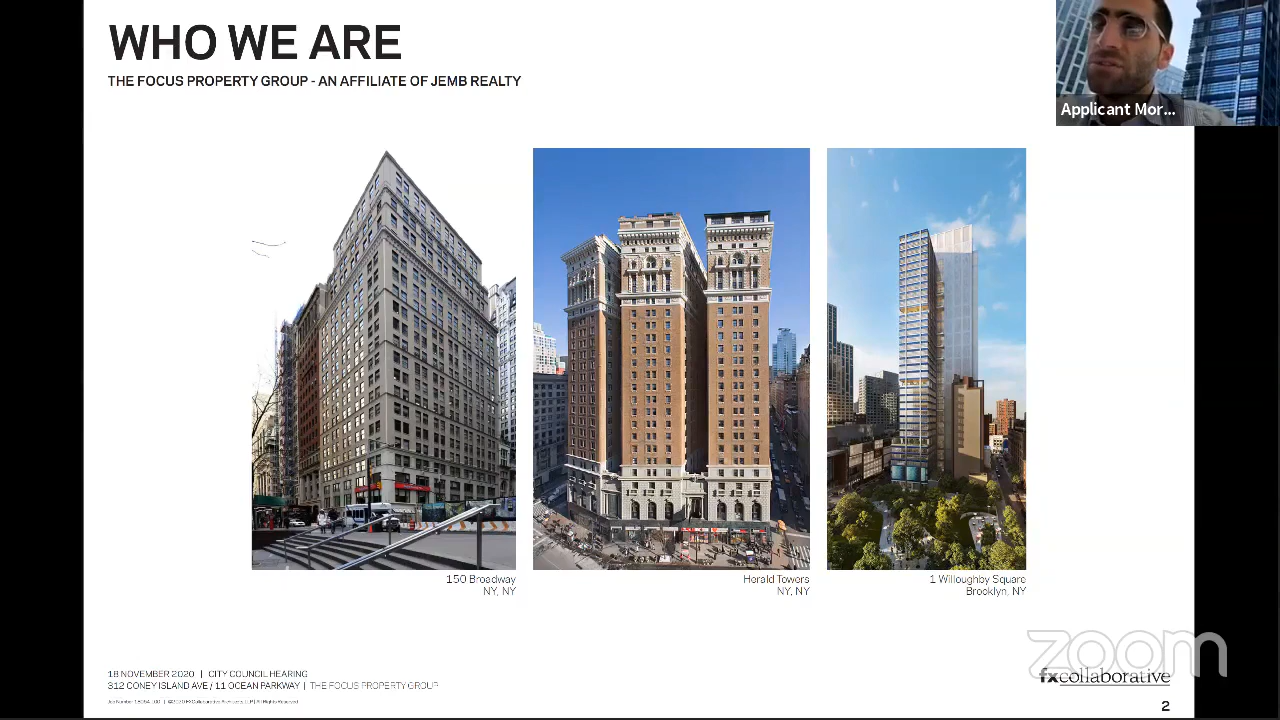 WHO WE ARE
THE FOCUS PROPERTY GROUP - AN AFFILIATE OF JEMB REALTY
Applicant Mor...
150 Broadway
NY, NY
Herald Towers
NY, NY
1 Willoughby Square
Brooklyn, NY
18 NOVEMBER 2020 | CITY COUNCIL HEARING
312 CONEY ISLAND AVE / 11 OCEAN PARKWAY | THE FOCUS PROPERTY GROUP
zoom
fxcollaborative
2